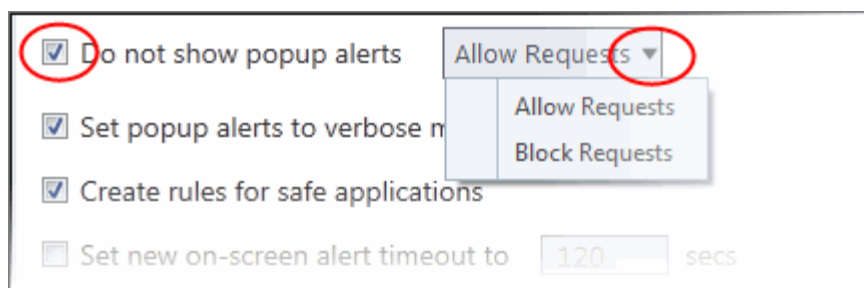 Do not show popup alerts Allow Requests
Allow Requests
Set popup alerts to verbose m
Block Requests
Create rules for safe applications
Set new on-screen alert timeout to 120 secs